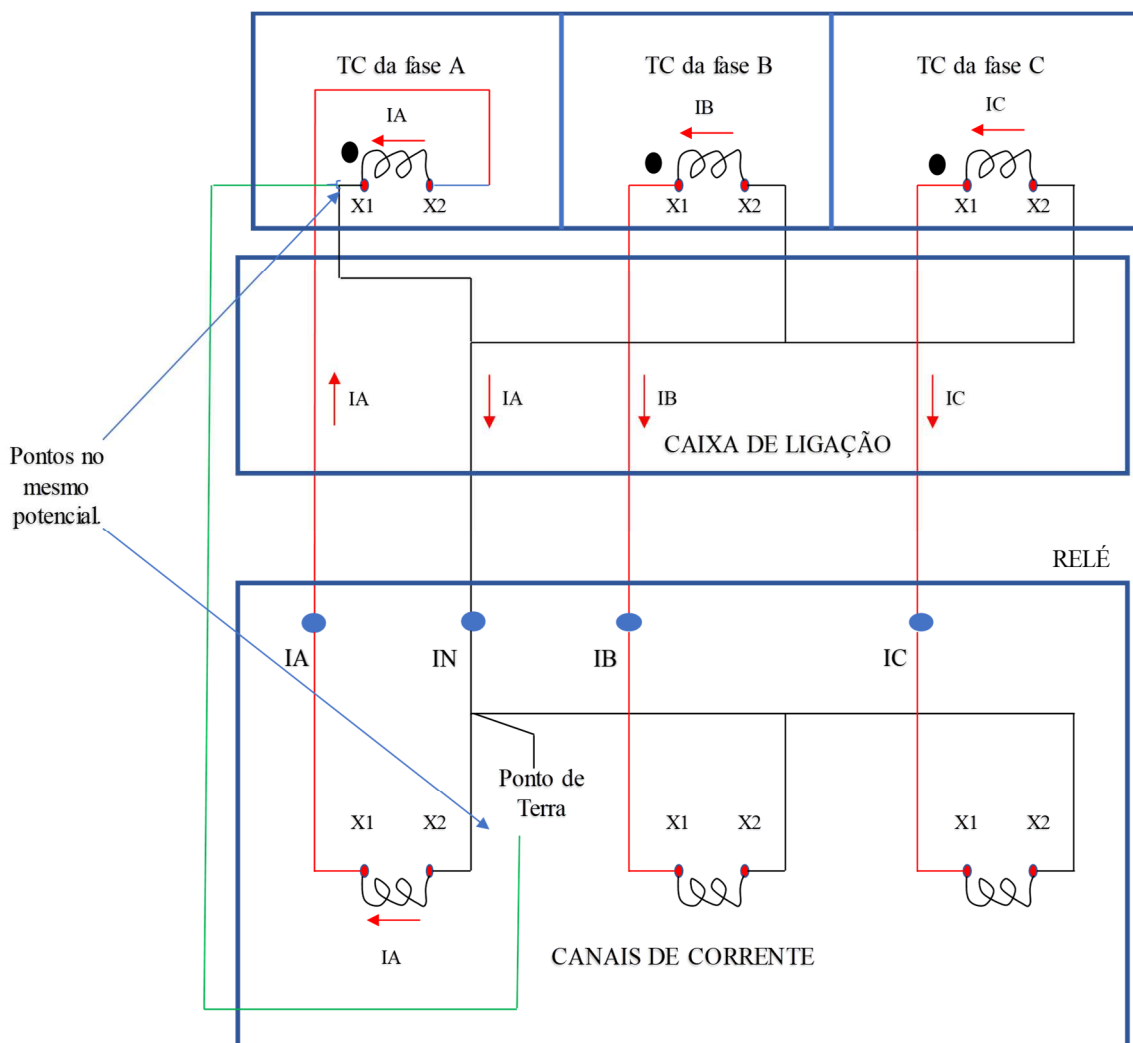 TC da fase A
TC da fase B
TC da fase C
IA
IB
IC
X1
X2
X1
X2
X1
X2
IA
IA
IB
IC
CAIXA DE LIGAÇÃO
Pontos no
mesmo
potencial.
RELÉ
IA
IN
IB
IC
Ponto de
Terra
X1
X2
X1
X2
X1
X2
IA
CANAIS DE CORRENTE